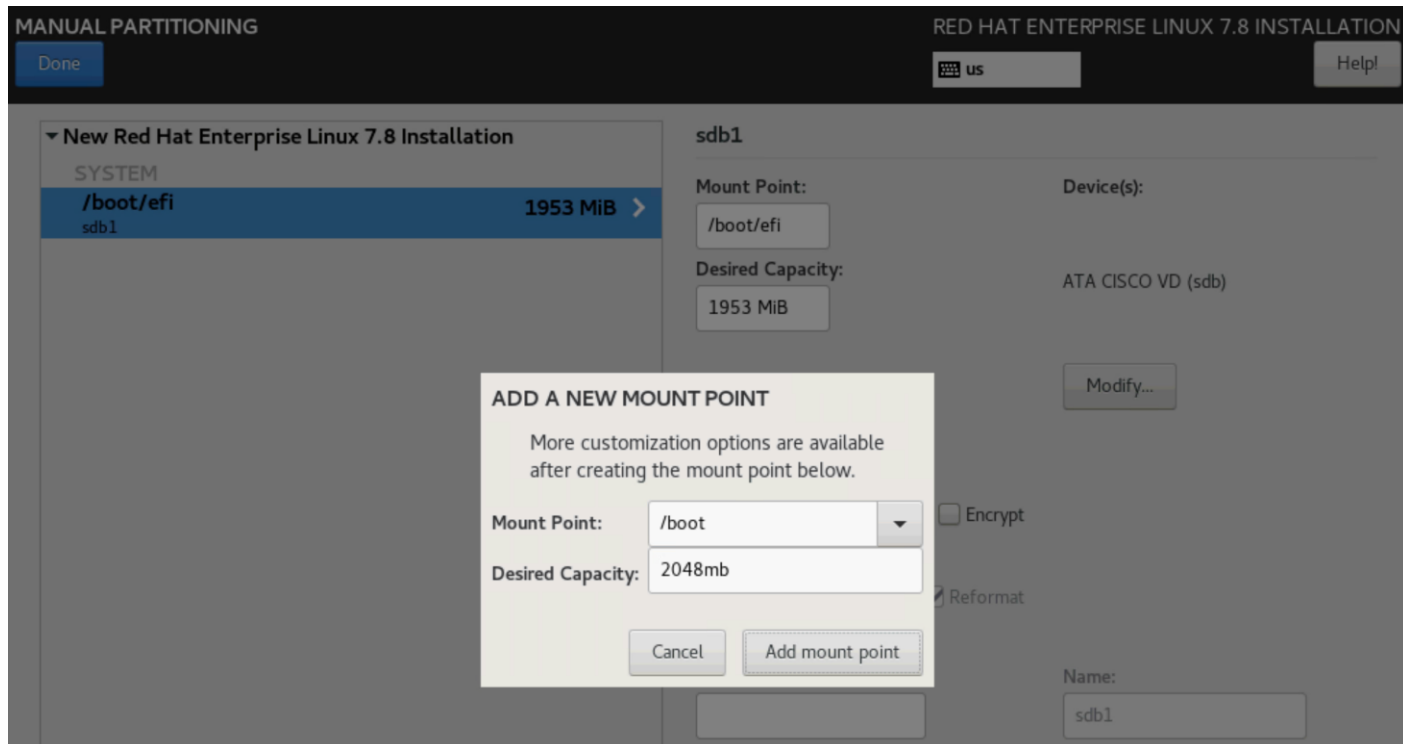 MANUAL PARTITIONING
RED HAT ENTERPRISE LINUX 7.8 INSTALLATION
Done
us
Help!
New Red Hat Enterprise Linux 7.8 Installation
SYSTEM
/boot/efi
1953 MiB
sdb1
sdb1
Mount Point:
Device(s):
/boot/efi
Desired Capacity:
ATA CISCO VD (sdb)
1953 MiB
Modify...
ADD A NEW MOUNT POINT
More customization options are available
after creating the mount point below.
Mount Point:
/boot
Encrypt
Desired Capacity:
2048mb
Reformat
Cancel
Add mount point
Name:
sdb1